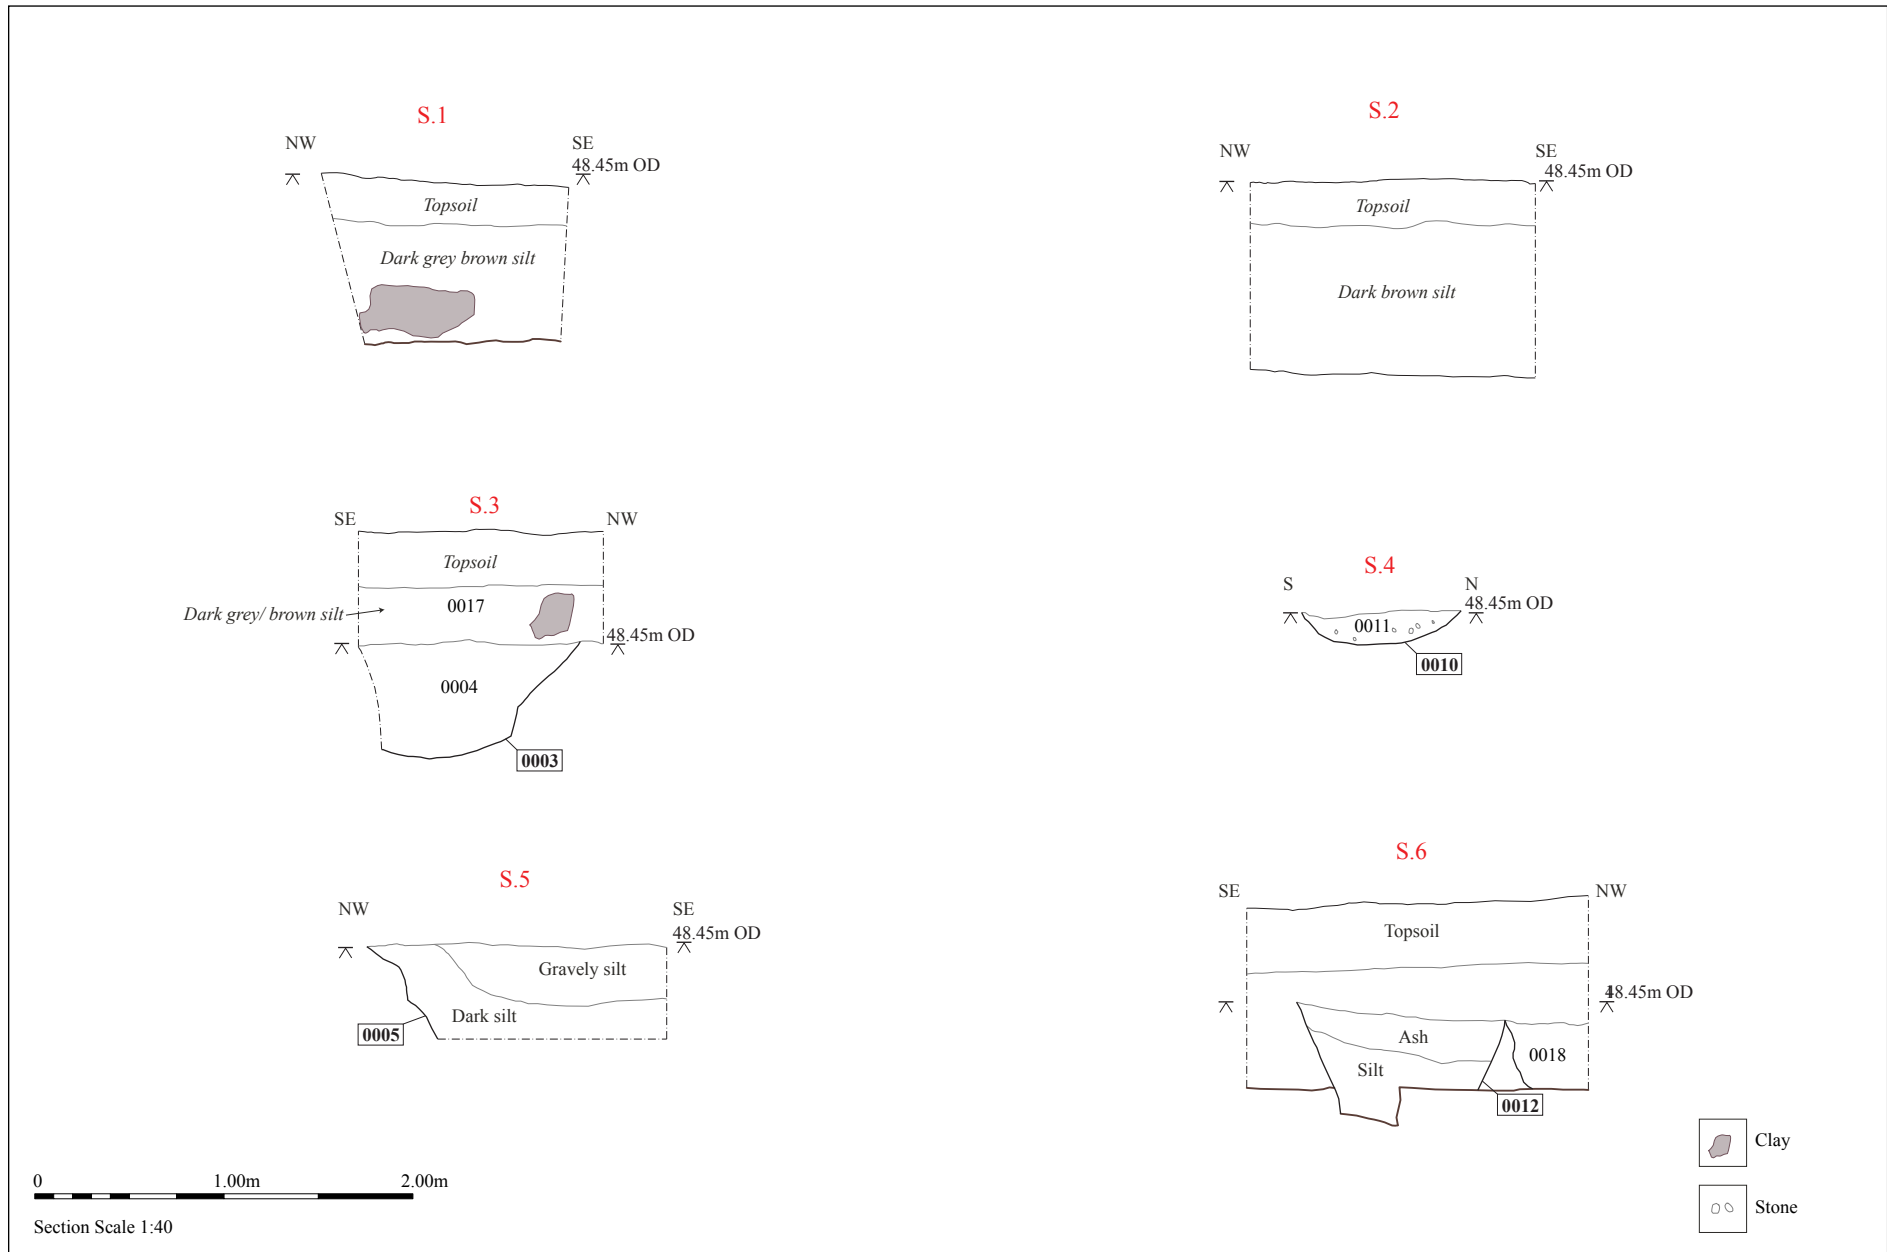 S.1
NW
SE
48.45m OD
Topsoil
Dark grey brown silt
S.2
NW
SE
48.45m OD
Topsoil
Dark brown silt
S.3
SE
NW
Topsoil
0017
Dark grey/ brown silt
48.45m OD
0004
0003
S.4
S
N
48.45m OD
0011
0010
S.5
NW
SE
48.45m OD
Gravely silt
Dark silt
0005
S.6
SE
NW
Topsoil
48.45m OD
Ash
Silt
0018
0012
0
1.00m
2.00m
Section Scale 1:40
Clay
Stone